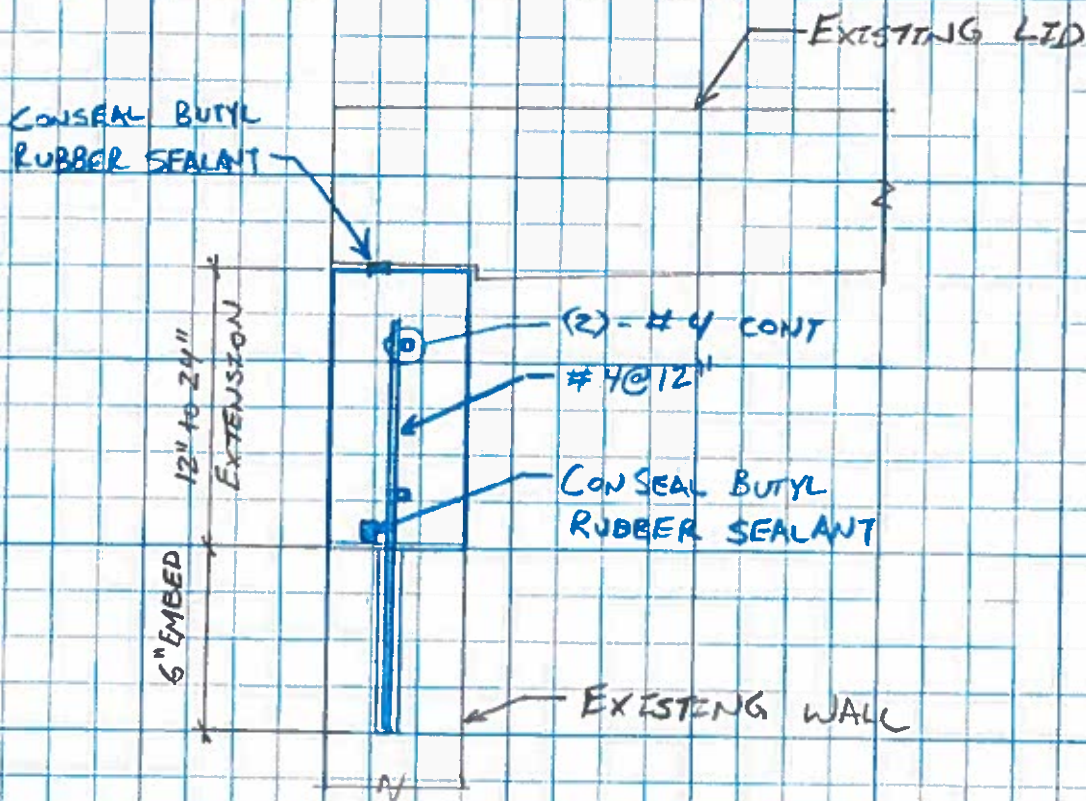 EXISTING LID
CONSEAL BUTYL
RUBBER SEALANT
12" to 24"
EXTENSION
(2) - #4 CONT
#4@12"
CONSEAL BUTYL
RUBBER SEALANT
6" EMBED
EXISTING WALL